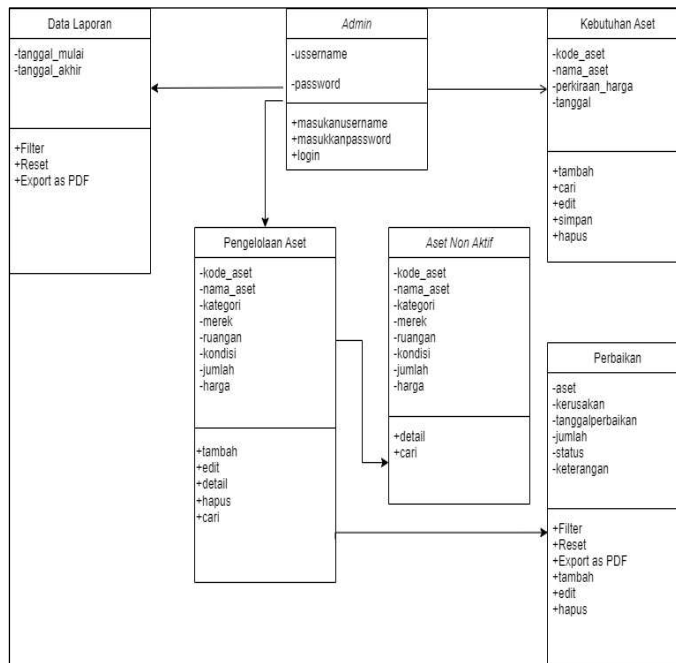 Data Laporan
-tanggal_mulai
-tanggal_akhir
+Filter
+Reset
+Export as PDF
Admin
-ussername
-password
+masukanusername
+masukkanpassword
+login
Kebutuhan Aset
-kode_aset
-nama_aset
-perkiraan_harga
-tanggal
+tambah
+cari
+edit
+simpan
+hapus
Pengelolaan Aset
-kode_aset
-nama_aset
-kategori
-merek
-ruangan
-kondisi
-jumlah
-harga
+tambah
+edit
+detail
+hapus
+cari
Aset Non Aktif
-kode_aset
-nama_aset
-kategori
-merek
-ruangan
-kondisi
-jumlah
-harga
+detail
+cari
Perbaikan
-aset
-kerusakan
-tanggalperbaikan
-jumlah
-status
-keterangan
+Filter
+Reset
+Export as PDF
+tambah
+edit
+hapus